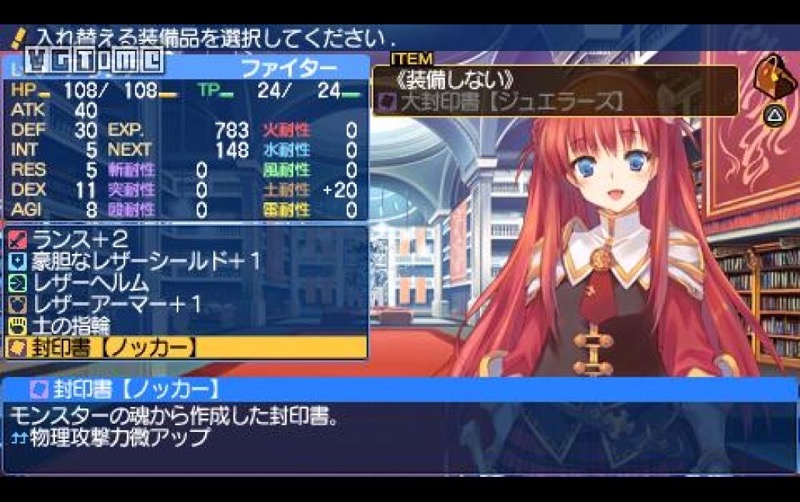 入れ替える装備品を選択してください.
VGTIME
ファイター
HP 108/ 108 TP 24/ 24
ATK 40
DEF 30 EXP. 783 火耐性 0
INT 5 NEXT 148 氷耐性 0
RES 5 斬耐性 0 風耐性 0
DEX 11 突耐性 0 土耐性 +20
AGI 8 殴耐性 0 雷耐性 0
ITEM
《装備しない》
大封印書【ジュエラーズ】
ランス+2
豪胆なレザーシールド+1
レザーヘルム
レザーアーマー+1
土の指輪
封印書【ノッカー】
封印書【ノッカー】
モンスターの魂から作成した封印書。
物理攻撃力微アップ